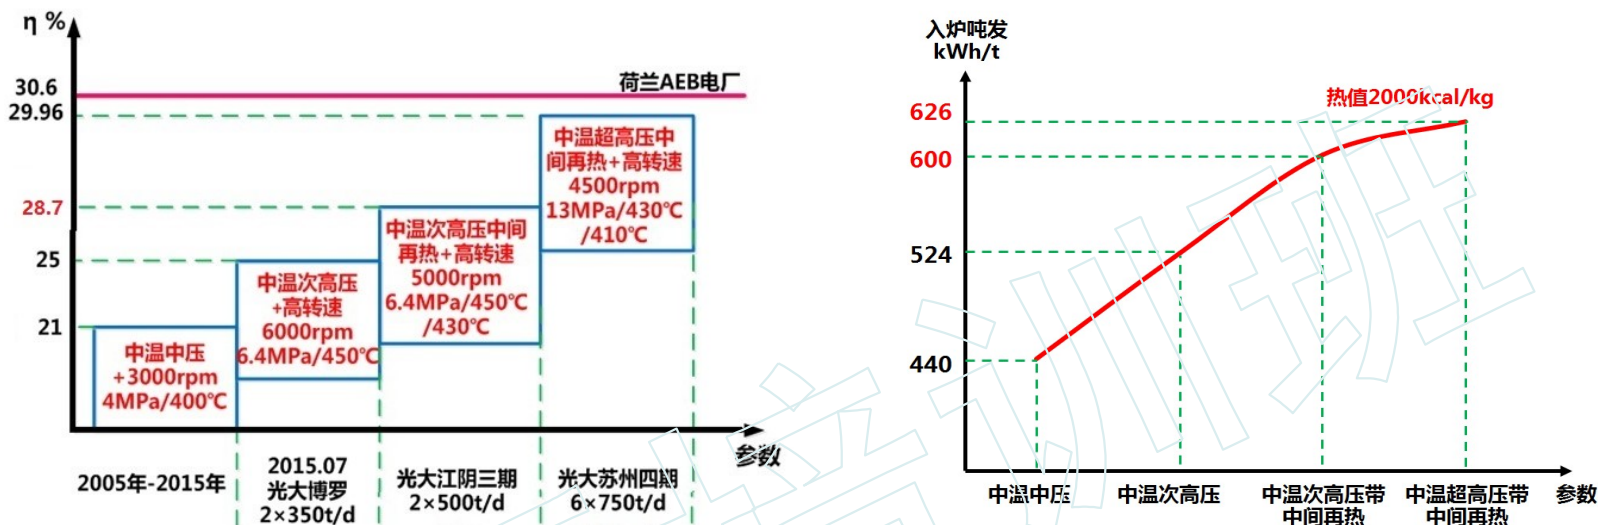 η %
30.6
29.96
28.7
25
21
荷兰AEB电厂
中温中压
+3000rpm
4MPa/400℃
中温次高压
+高转速
6000rpm
6.4MPa/450℃
中温次高压中间
再热+高转速
5000rpm
6.4MPa/450℃
/430℃
中温超高压中
间再热+高转速
4500rpm
13MPa/430℃
/410℃
参数
2005年-2015年
2015.07
光大博罗
2×350t/d
光大江阴三期
2×500t/d
光大苏州四期
6×750t/d
入炉吨发
kWh/t
626
600
524
440
热值2000kcal/kg
中温中压
中温次高压
中温次高压带
中间再热
中温超高压带
中间再热
参数
培训班